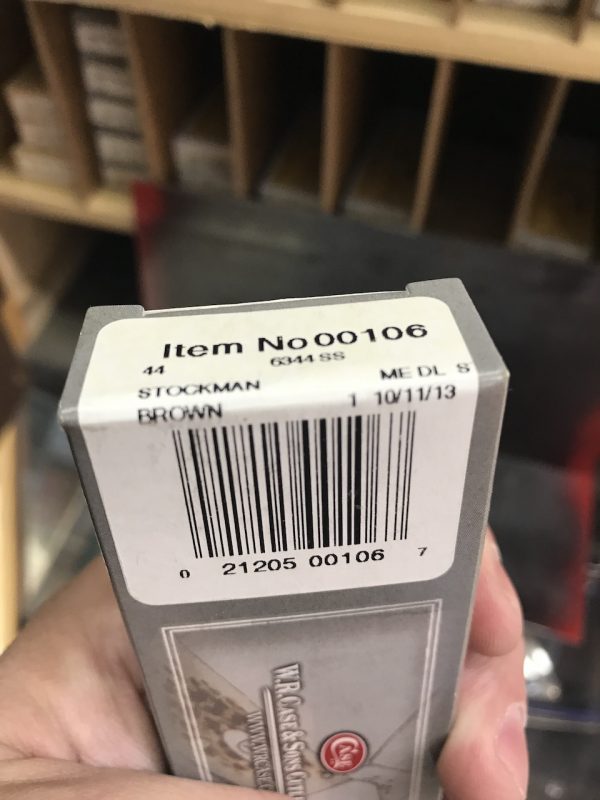 Item No 00106
6344 SS
44
ME DL S
STOCKMAN
1 10/11/13
BROWN
0 21205 00106 7
W.R. CASE & SONS
Case